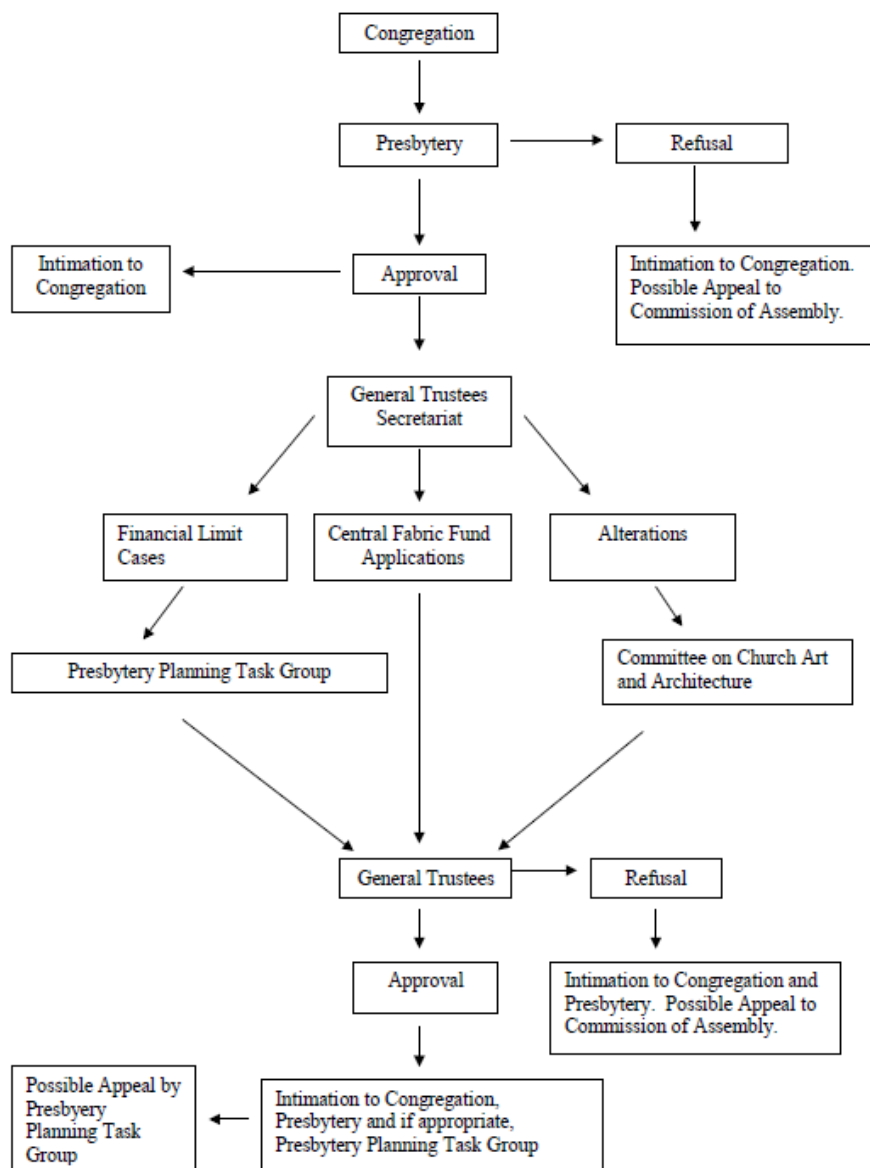 Congregation
Presbytery
Refusal
Intimation to
Congregation
Approval
Intimation to Congregation.
Possible Appeal to
Commission of Assembly.
General Trustees
Secretariat
Financial Limit
Cases
Central Fabric Fund
Applications
Alterations
Presbytery Planning Task Group
Committee on Church Art
and Architecture
General Trustees
Refusal
Approval
Intimation to Congregation and
Presbytery.  Possible Appeal to
Commission of Assembly.
Possible Appeal by
Presbyery
Planning Task
Group
Intimation to Congregation,
Presbytery and if appropriate,
Presbytery Planning Task Group